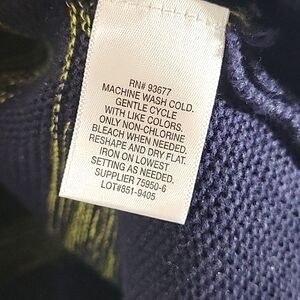 RN# 93677
MACHINE WASH COLD.
GENTLE CYCLE
WITH LIKE COLORS.
ONLY NON-CHLORINE
BLEACH WHEN NEEDED.
RESHAPE AND DRY FLAT.
IRON ON LOWEST
SETTING AS NEEDED.
SUPPLIER 75950-6
LOT#851-9405